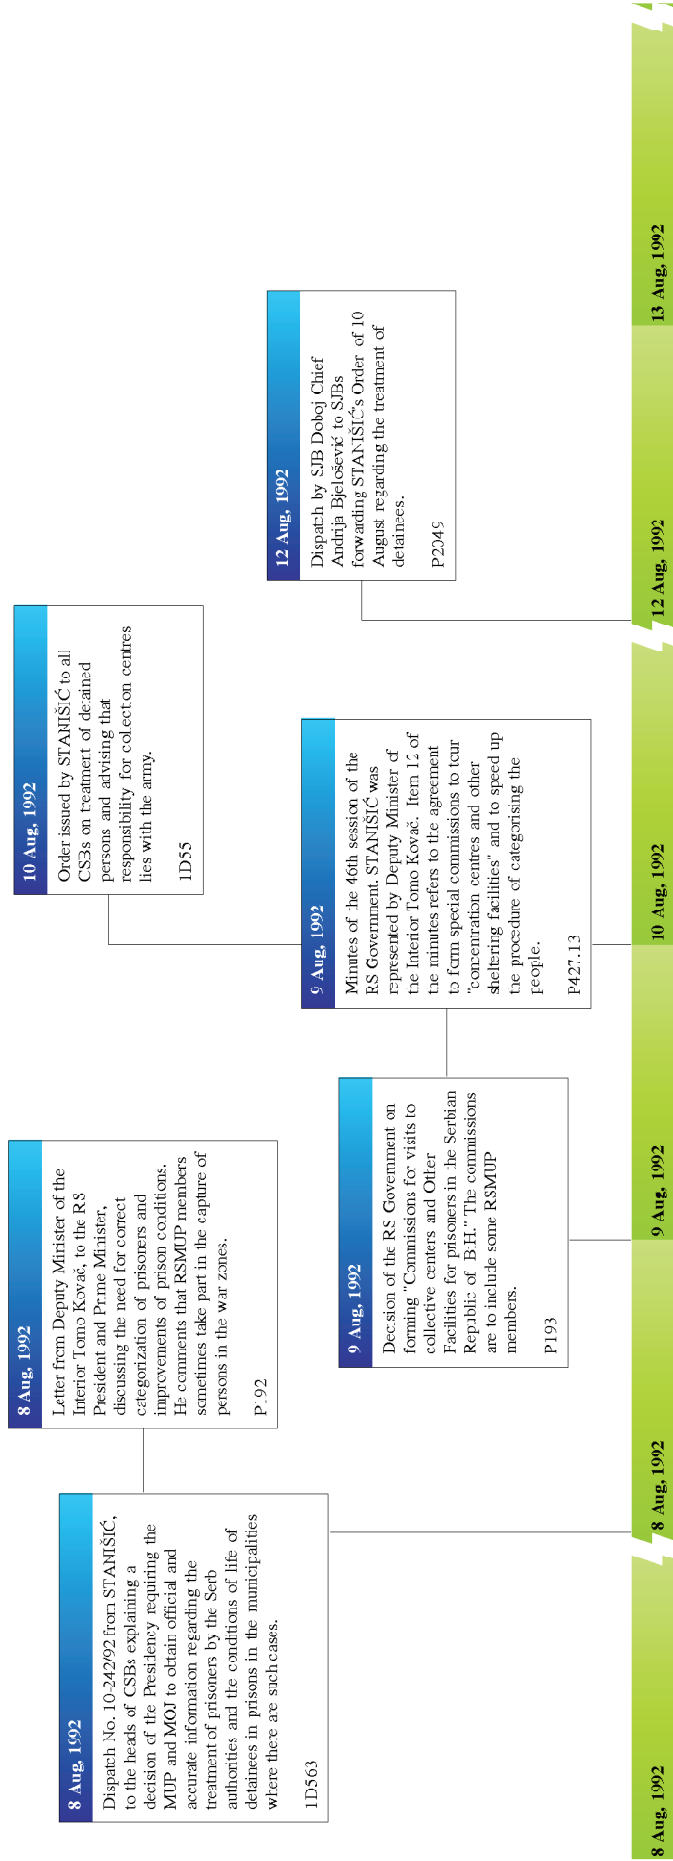 8 Aug, 1992
Dispatch No. 10-242/92 from STANIŠIĆ,
to the heads of CSBs explaining a
decision of the Presidency requiring the
MUP and MOJ to obtain official and
accurate information regarding the
treatment of prisoners by the Serb
authorities and the conditions of life of
detainees in prisons in the municipalities
where there are such cases.
1D563
8 Aug, 1992
Letter from Deputy Minister of the
Interior Tomo Kovač, to the RS
President and Prime Minister,
discussing the need for correct
categorization of prisoners and
improvements of prison conditions.
He comments that RSMUP members
sometimes take part in the capture of
persons in the war zones.
P192
9 Aug, 1992
Decision of the RS Government on
forming "Commissions for visits to
collective centers and Other
Facilities for prisoners in the Serbian
Republic of BiH." The commissions
are to include some RSMUP
members.
P193
9 Aug, 1992
Minutes of the 46th session of the
RS Government. STANIŠIĆ was
represented by Deputy Minister of
the Interior Tomo Kovač. Item 12 of
the minutes refers to the agreement
to form special commissions to tour
"concentration centres and other
sheltering facilities" and to speed up
the procedure of categorising the
people.
P427.13
10 Aug, 1992
Order issued by STANIŠIĆ to all
CSBs on treatment of detained
persons and advising that
responsibility for collection centres
lies with the army.
1D55
12 Aug, 1992
Dispatch by SJB Doboj Chief
Andrija Bjelošević to SJBs
forwarding STANIŠIĆ's Order of 10
August regarding the treatment of
detainees.
P2049
8 Aug, 1992
8 Aug, 1992
9 Aug, 1992
10 Aug, 1992
12 Aug, 1992
13 Aug, 1992